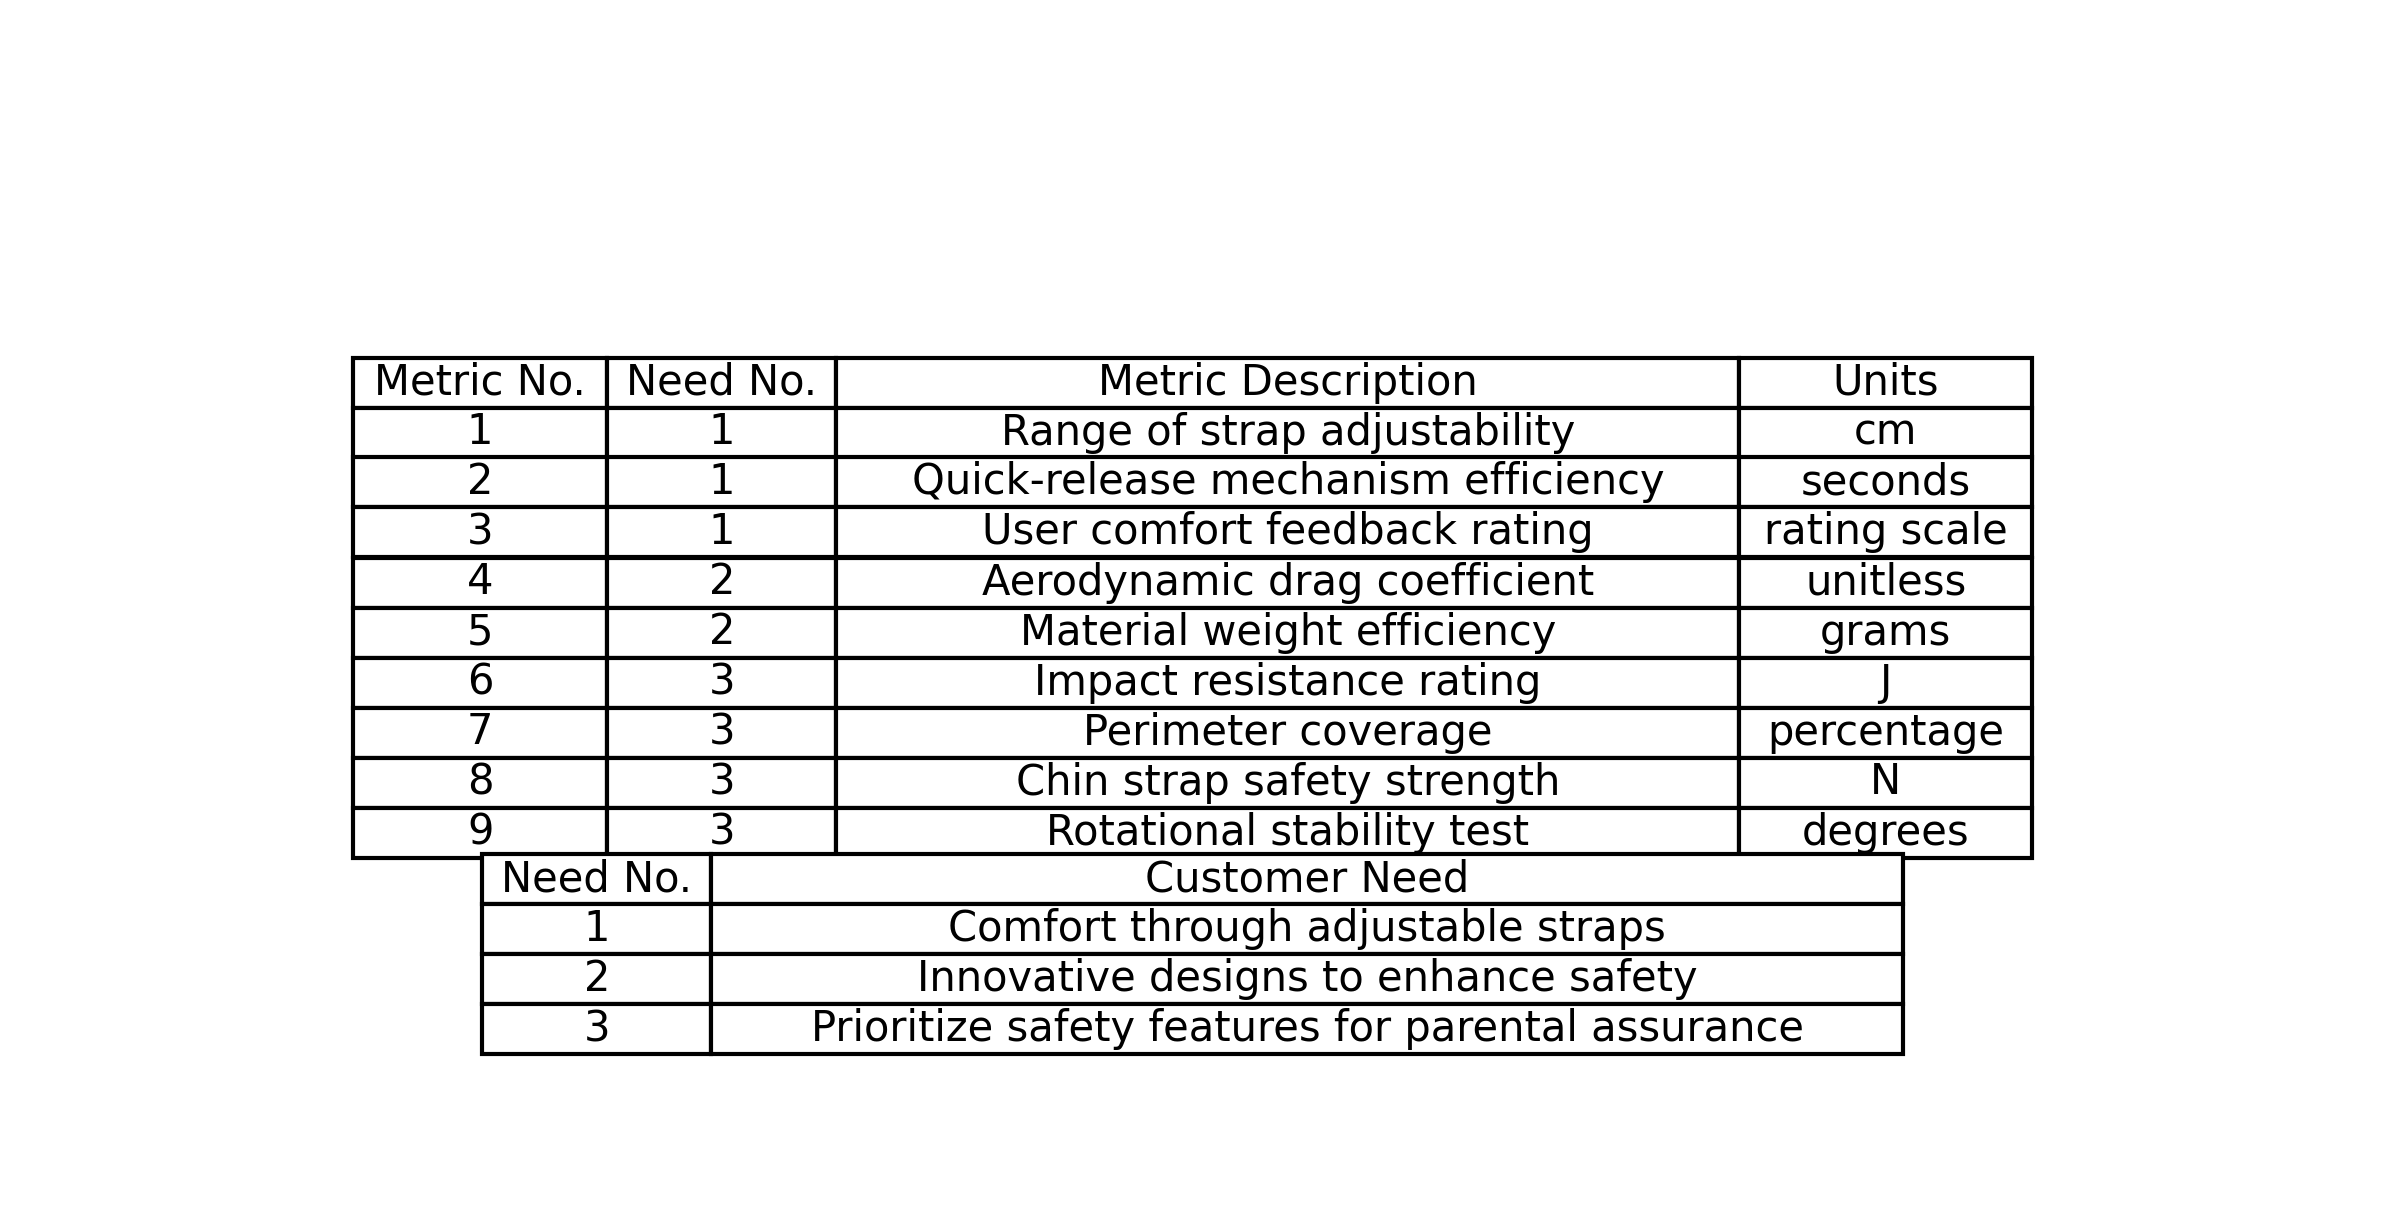 Metric No. Need No. Metric Description Units
1 1 Range of strap adjustability cm
2 1 Quick-release mechanism efficiency seconds
3 1 User comfort feedback rating rating scale
4 2 Aerodynamic drag coefficient unitless
5 2 Material weight efficiency grams
6 3 Impact resistance rating J
7 3 Perimeter coverage percentage
8 3 Chin strap safety strength N
9 3 Rotational stability test degrees
Need No. Customer Need
1 Comfort through adjustable straps
2 Innovative designs to enhance safety
3 Prioritize safety features for parental assurance